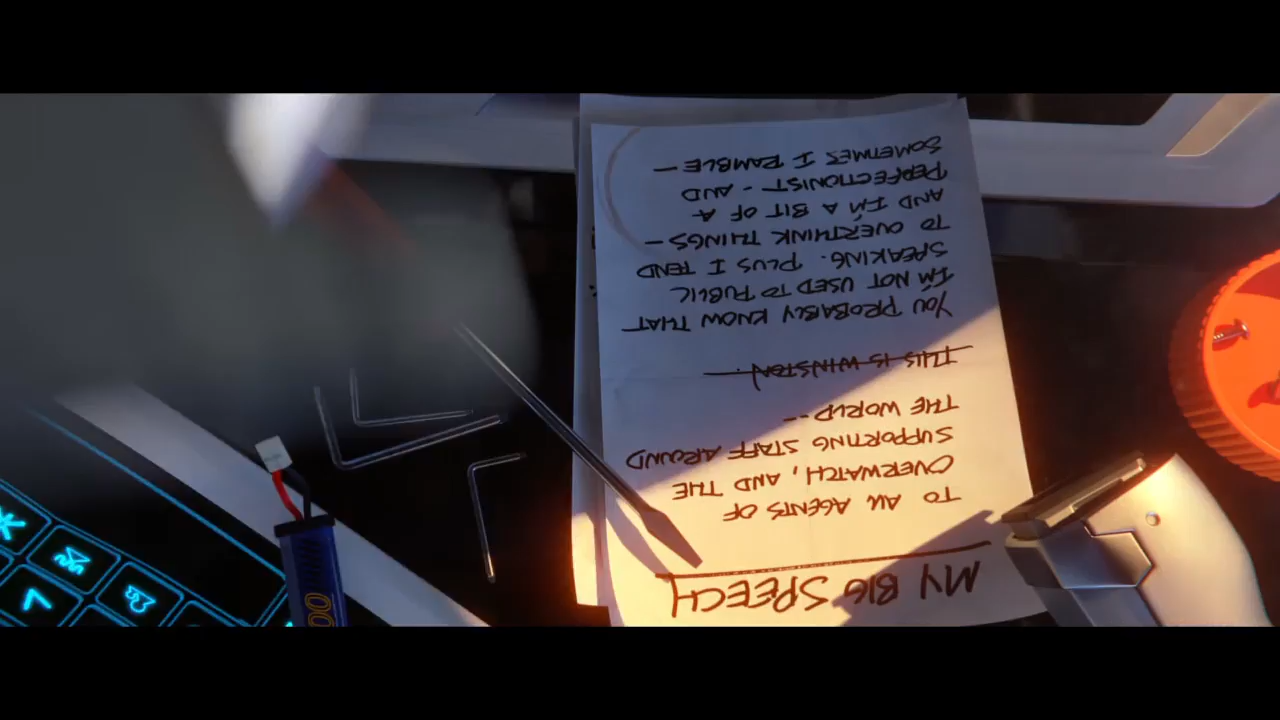 MY BIG SPEECH
TO ALL AGENTS OF
OVERWATCH, AND THE
SUPPORTING STAFF AROUND
THE WORLD--
THIS IS WINSTON.
YOU PROBABLY KNOW THAT
I'M NOT USED TO PUBLIC
SPEAKING. PLUS I TEND
TO OVERTHINK THINGS—
AND I'M A BIT OF A
PERFECTIONIST - AND
SOMETIMES I RAMBLE—
00